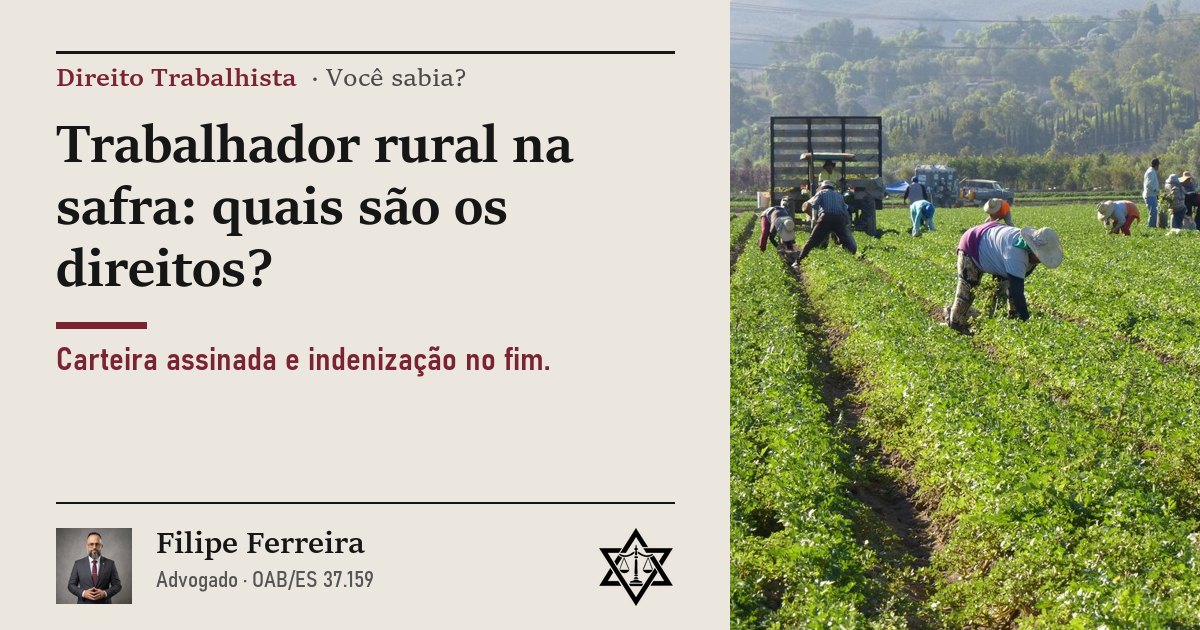 Direito Trabalhista · Você sabia?
Trabalhador rural na
safra: quais são os
direitos?
Carteira assinada e indenização no fim.
Filipe Ferreira
Advogado · OAB/ES 37.159